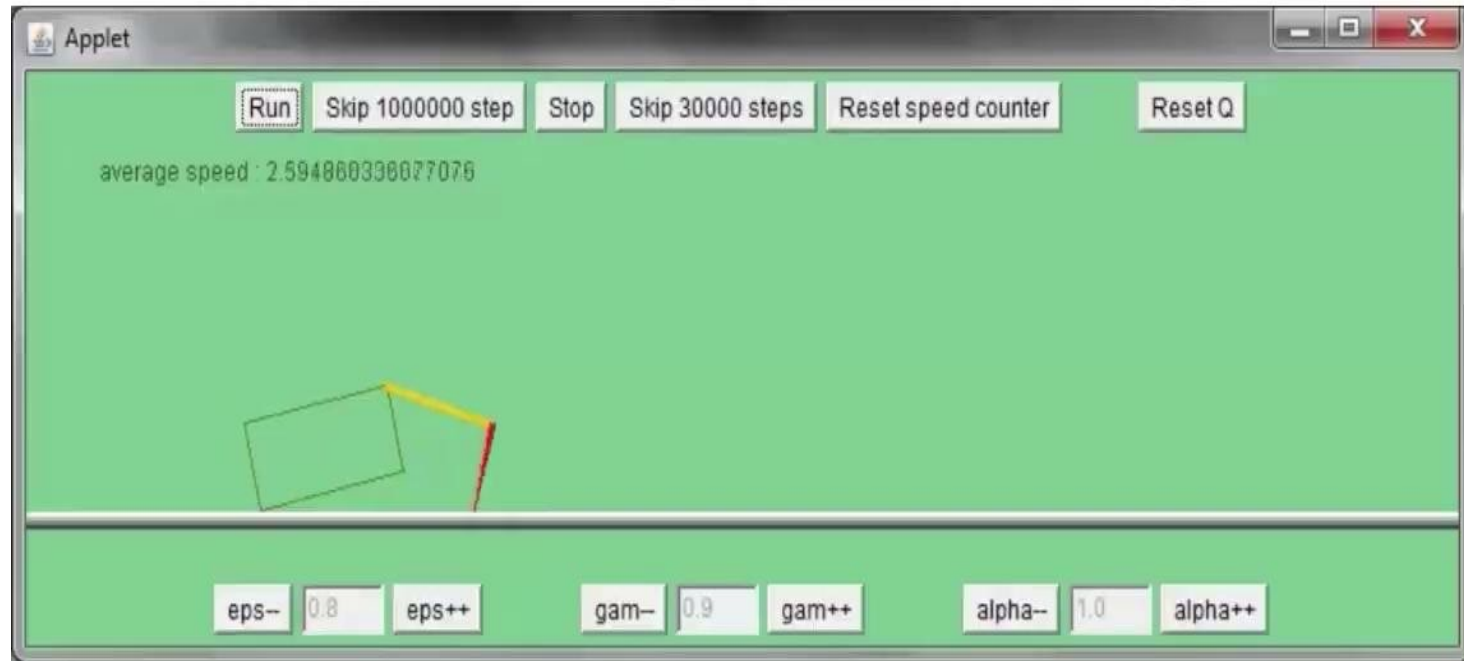 Applet
Run Skip 1000000 step Stop Skip 30000 steps Reset speed counter Reset Q
average speed : 2.594860336077076
eps-- 0.8 eps++ gam-- 0.9 gam++ alpha-- 1.0 alpha++